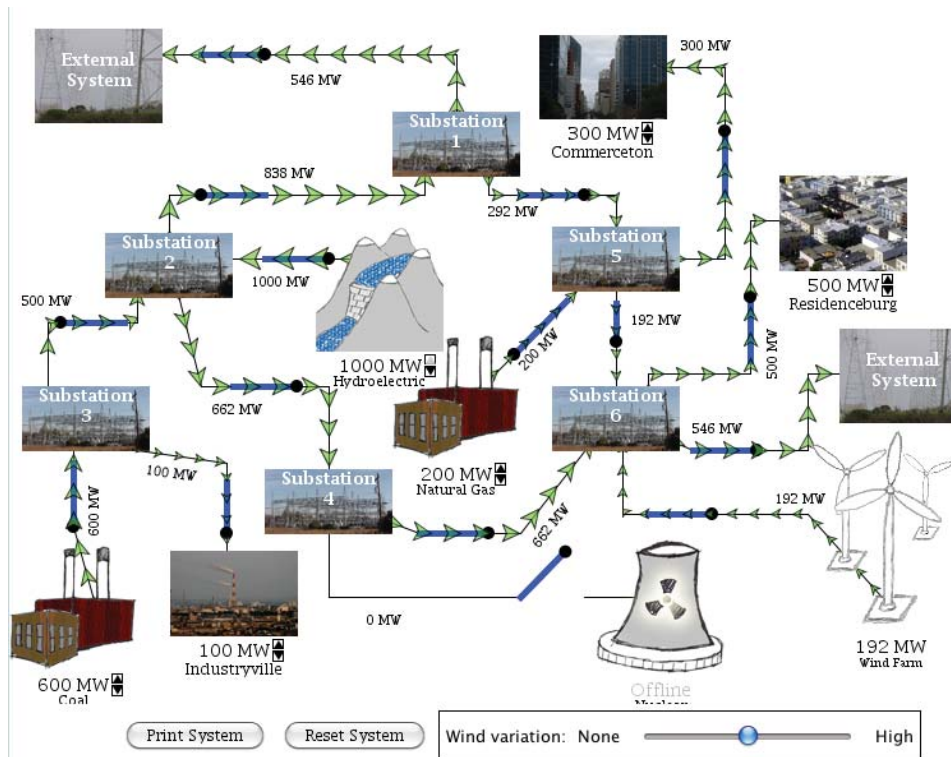 External
System
546 MW
300 MW
Substation
1
300 MW
Commerceton
838 MW
292 MW
Substation
2
1000 MW
Substation
5
500 MW
Residenceburg
500 MW
192 MW
200 MW
500 MW
1000 MW
Hydroelectric
External
System
Substation
3
662 MW
Substation
6
546 MW
100 MW
200 MW
Natural Gas
Substation
4
600 MW
662 MW
192 MW
0 MW
100 MW
Industryville
192 MW
Wind Farm
600 MW
Coal
Offline
Nuclear
Print System
Reset System
Wind variation: None
High